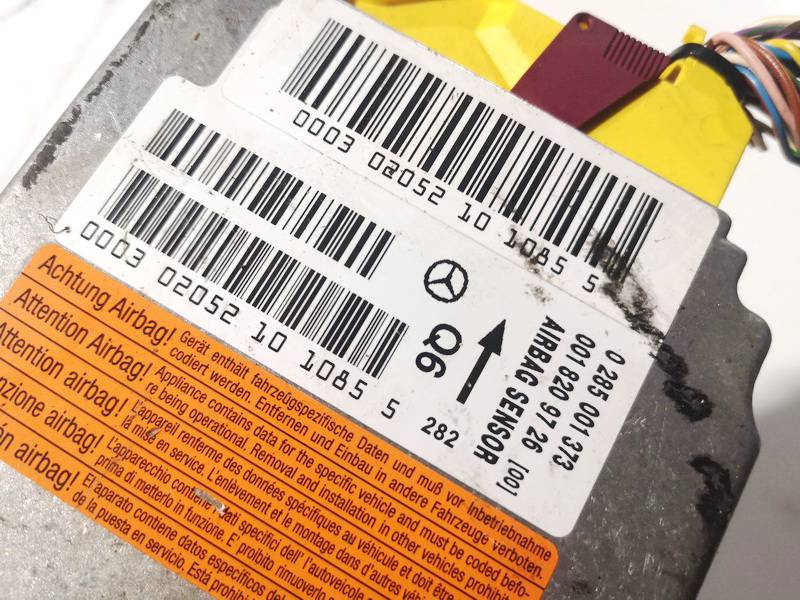 0003 02052 10 1085 5
0003 02052 10 1085 5
Q6
282
0 285 001 373
001 820 97 26 [00]
AIRBAG SENSOR
Achtung Airbag! Gerät enthält fahrzeugspezifische Daten und muß vor Inbetriebnahme
codiert werden. Entfernen und Einbau in andere Fahrzeuge verboten.
Attention Airbag! Appliance contains data for the specific vehicle and must be coded befo-
re being operational. Removal and installation in other vehicles prohibit
Attention airbag! L'appareil renferme des données spécifiques au véhicule et doit être
la mise en service. L'enlèvement et le montage dans d'autres véhi
nzione airbag! L'apparecchio contiene dati specifici dell' autoveicole
prima di metterlo in funzione. E' proibito rimuoverlo
én airbag! El aparato contiene datos específicos del
de la puesta en servicio. Está prohib